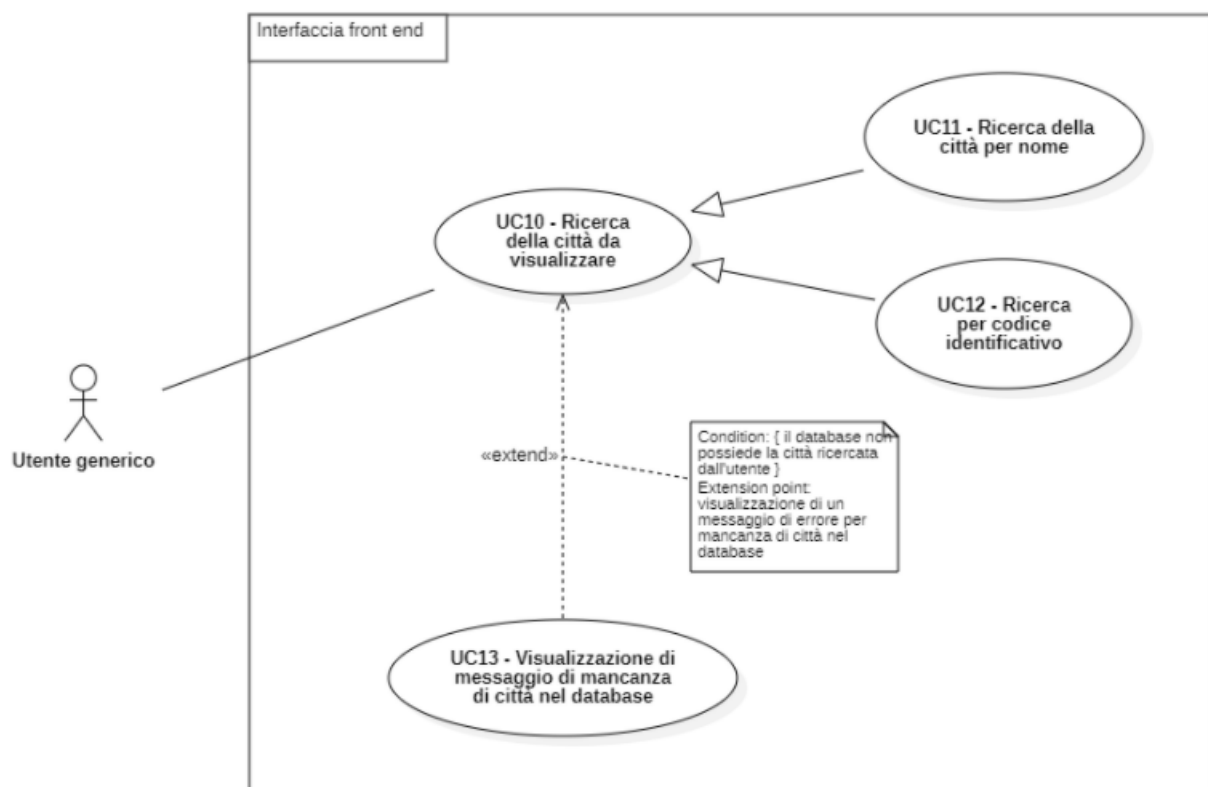 Interfaccia front end
UC11 - Ricerca della
città per nome
UC10 - Ricerca
della città da
visualizzare
UC12 - Ricerca
per codice
identificativo
Utente generico
«extend»
Condition: { il database non
possiede la città ricercata
dall'utente }
Extension point:
visualizzazione di un
messaggio di errore per
mancanza di città nel
database
UC13 - Visualizzazione di
messaggio di mancanza
di città nel database